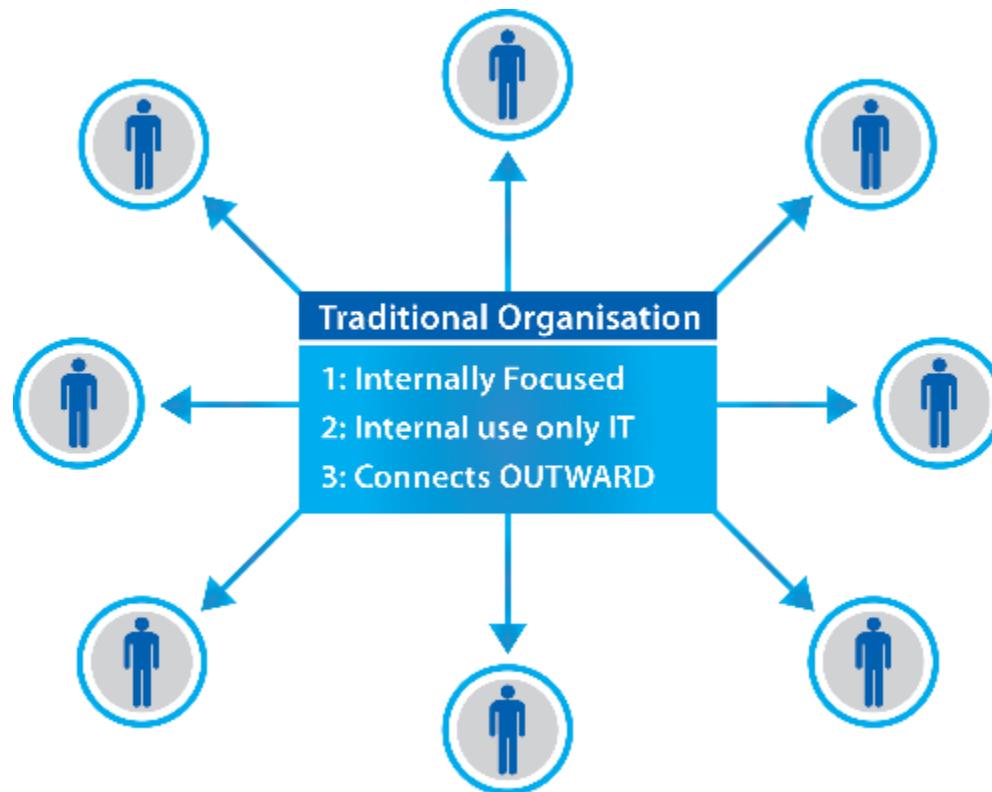 Traditional Organisation
1: Internally Focused
2: Internal use only IT
3: Connects OUTWARD